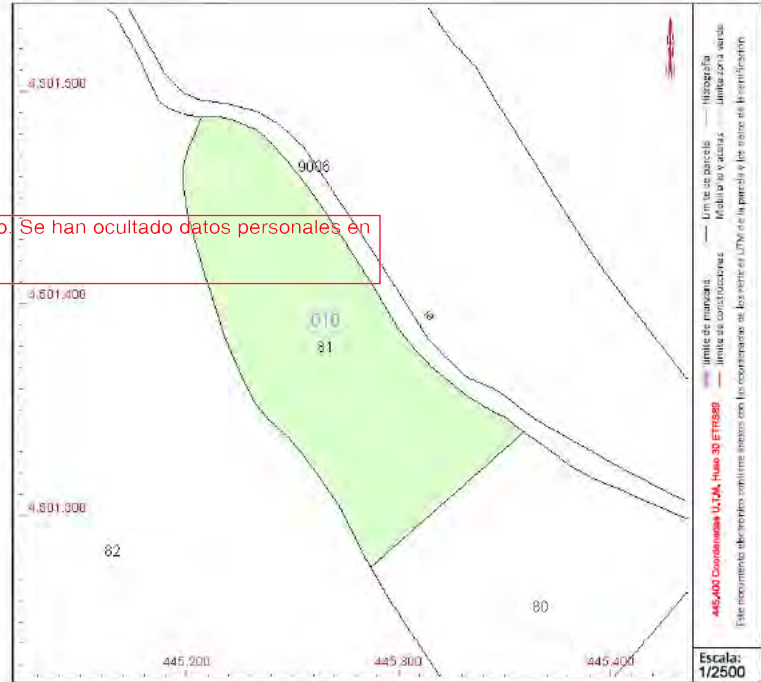 4,501,500
9006
o. Se han ocultado datos personales en
4,501,400
010
81
4,501,300
82
80
445,200
445,300
445,400
Límite de manzana
Límite de parcela
Hidrografía
Límite de construcciones
Mobiliario y aceras
Límite zona verde
445,400 Coordenadas U.T.M. Huso 30 ETRS89
Este documento electrónico contiene anexos con las coordenadas de los vértices UTM de la parcela y los datos de la certificación
Escala:
1/2500